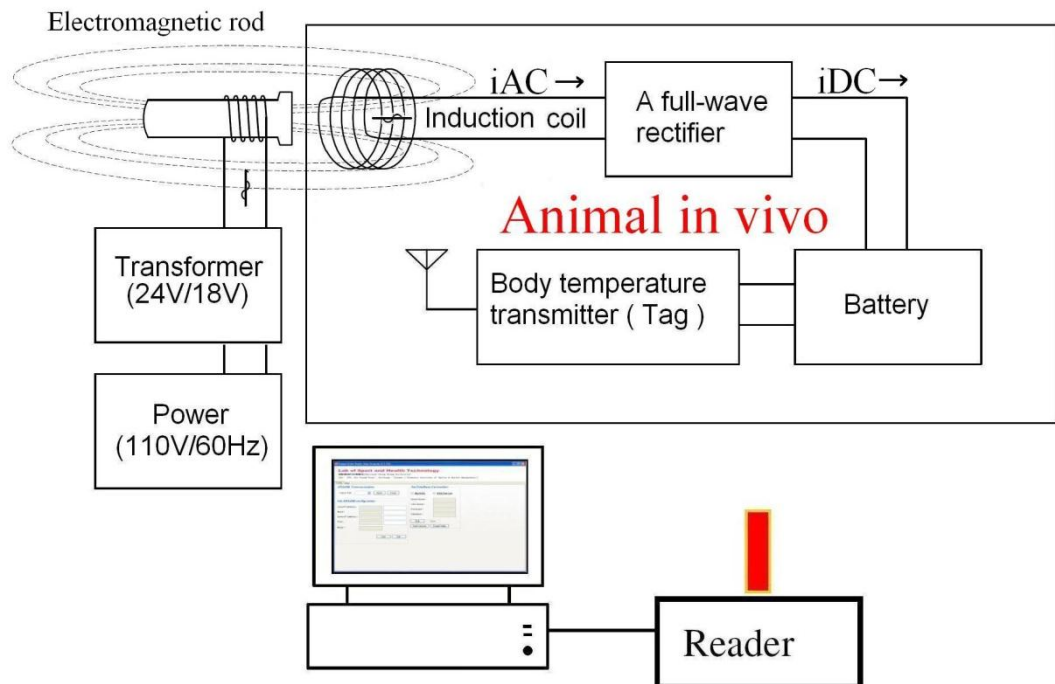 Electromagnetic rod
iAC→
A full-wave
rectifier
iDC→
Induction coil
Animal in vivo
Transformer
(24V/18V)
Body temperature
transmitter ( Tag )
Battery
Power
(110V/60Hz)
Lab of Sport and Health Technology
Reader